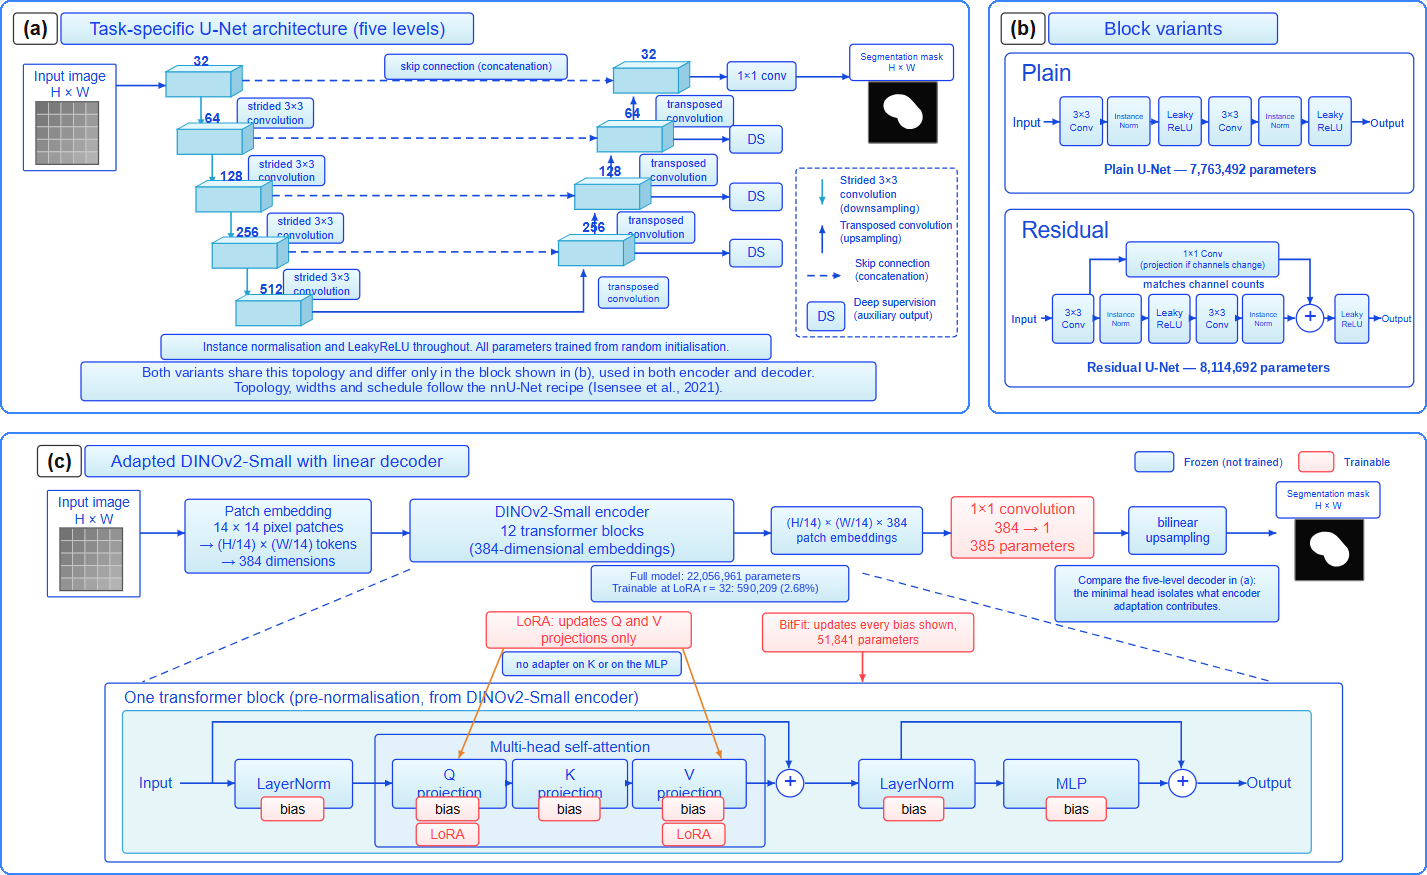 (a)
Task-specific U-Net architecture (five levels)
Input image
H × W
32
skip connection (concatenation)
32
1×1 conv
Segmentation mask
H × W
strided 3×3
convolution
64
transposed
convolution
64
DS
strided 3×3
convolution
128
transposed
convolution
128
DS
strided 3×3
convolution
256
transposed
convolution
256
DS
strided 3×3
convolution
512
transposed
convolution
Strided 3×3
convolution
(downsampling)
Transposed convolution
(upsampling)
Skip connection
(concatenation)
DS
Deep supervision
(auxiliary output)
Instance normalisation and LeakyReLU throughout. All parameters trained from random initialisation.
Both variants share this topology and differ only in the block shown in (b), used in both encoder and decoder.
Topology, widths and schedule follow the nnU-Net recipe (Isensee et al., 2021).
(b)
Block variants
Plain
Input
3×3
Conv
Instance
Norm
Leaky
ReLU
3×3
Conv
Instance
Norm
Leaky
ReLU
Output
Plain U-Net — 7,763,492 parameters
Residual
1×1 Conv
(projection if channels change)
matches channel counts
Input
3×3
Conv
Instance
Norm
Leaky
ReLU
3×3
Conv
Instance
Norm
+
Leaky
ReLU
Output
Residual U-Net — 8,114,692 parameters
(c)
Adapted DINOv2-Small with linear decoder
Frozen (not trained)
Trainable
Input image
H × W
Patch embedding
14 × 14 pixel patches
→ (H/14) × (W/14) tokens
→ 384 dimensions
DINOv2-Small encoder
12 transformer blocks
(384-dimensional embeddings)
(H/14) × (W/14) × 384
patch embeddings
1×1 convolution
384 → 1
385 parameters
bilinear
upsampling
Segmentation mask
H × W
Full model: 22,056,961 parameters
Trainable at LoRA r = 32: 590,209 (2.68%)
Compare the five-level decoder in (a):
the minimal head isolates what encoder
adaptation contributes.
LoRA: updates Q and V
projections only
no adapter on K or on the MLP
BitFit: updates every bias shown,
51,841 parameters
One transformer block (pre-normalisation, from DINOv2-Small encoder)
Multi-head self-attention
Input
LayerNorm
bias
Q
projection
bias
LoRA
K
projection
bias
V
projection
bias
LoRA
+
LayerNorm
bias
MLP
bias
+
Output